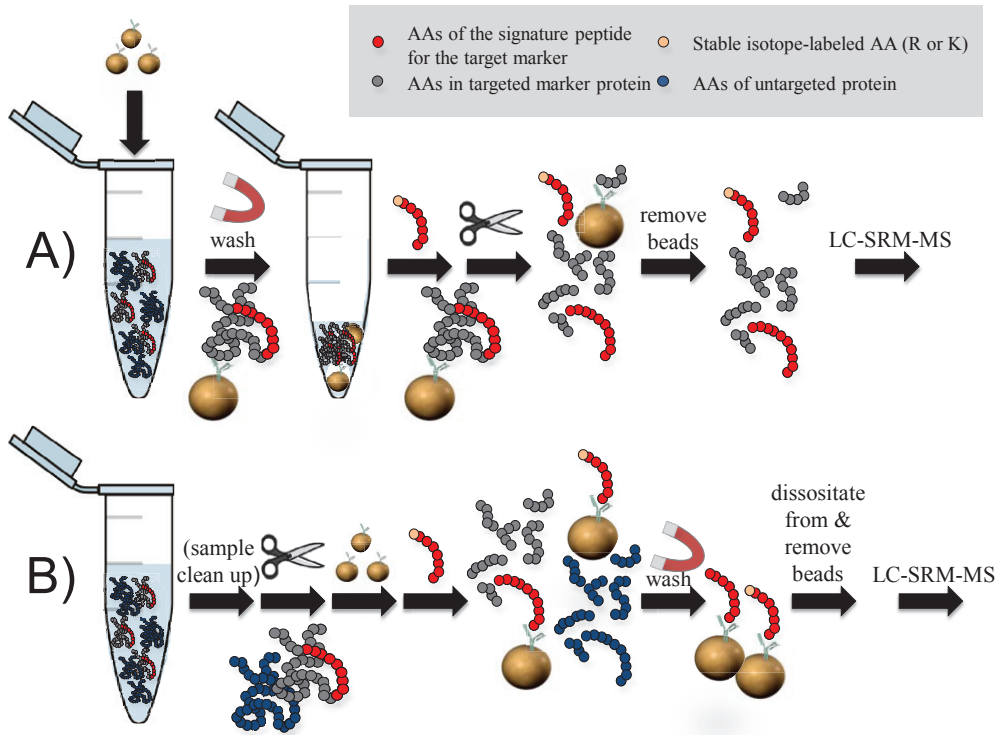 AAs of the signature peptide
for the target marker
Stable isotope-labeled AA (R or K)
AAs in targeted marker protein
AAs of untargeted protein
A)
wash
remove
beads
LC-SRM-MS
B)
(sample
clean up)
wash
dissositate
from &
remove
beads
LC-SRM-MS